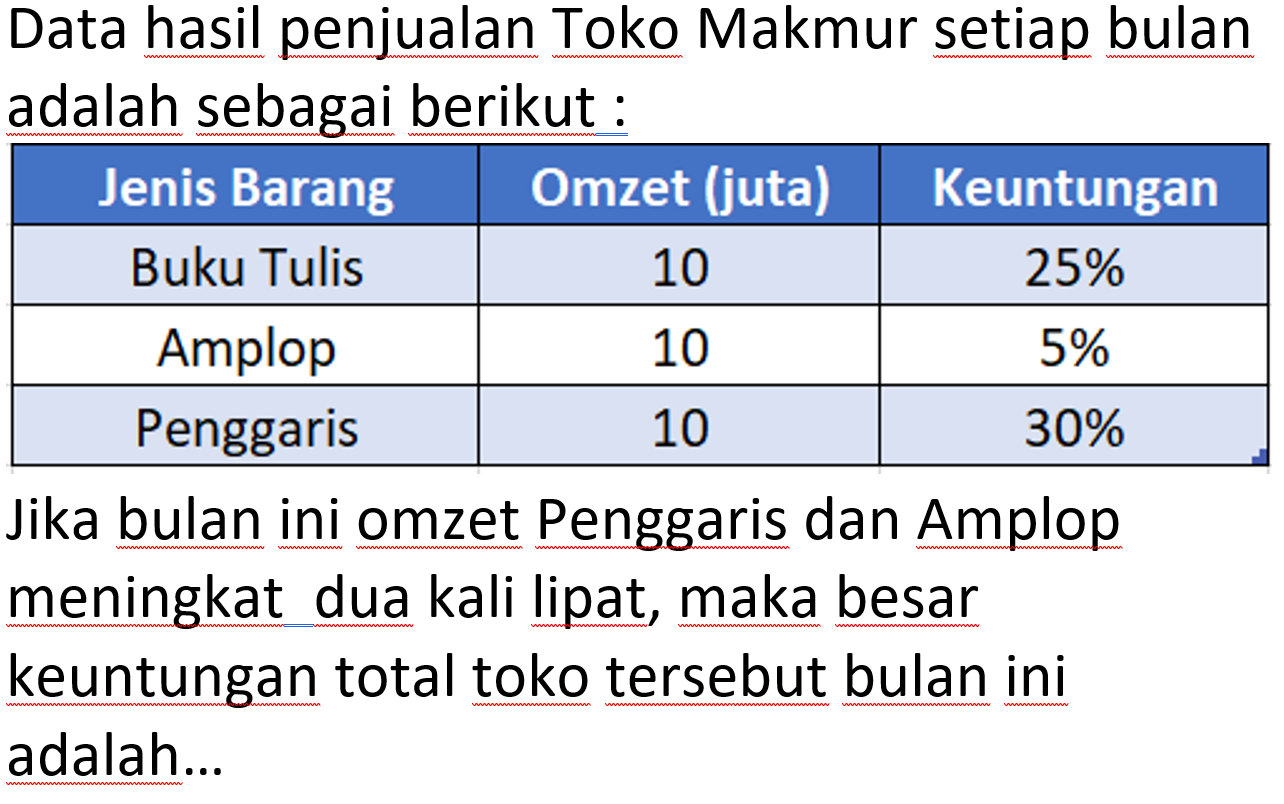 Data hasil penjualan Toko Makmur setiap bulan
adalah sebagai berikut :
Jenis Barang Omzet (juta) Keuntungan
Buku Tulis 10 25%
Amplop 10 5%
Penggaris 10 30%
Jika bulan ini omzet Penggaris dan Amplop
meningkat  dua kali lipat, maka besar
keuntungan total toko tersebut bulan ini
adalah...